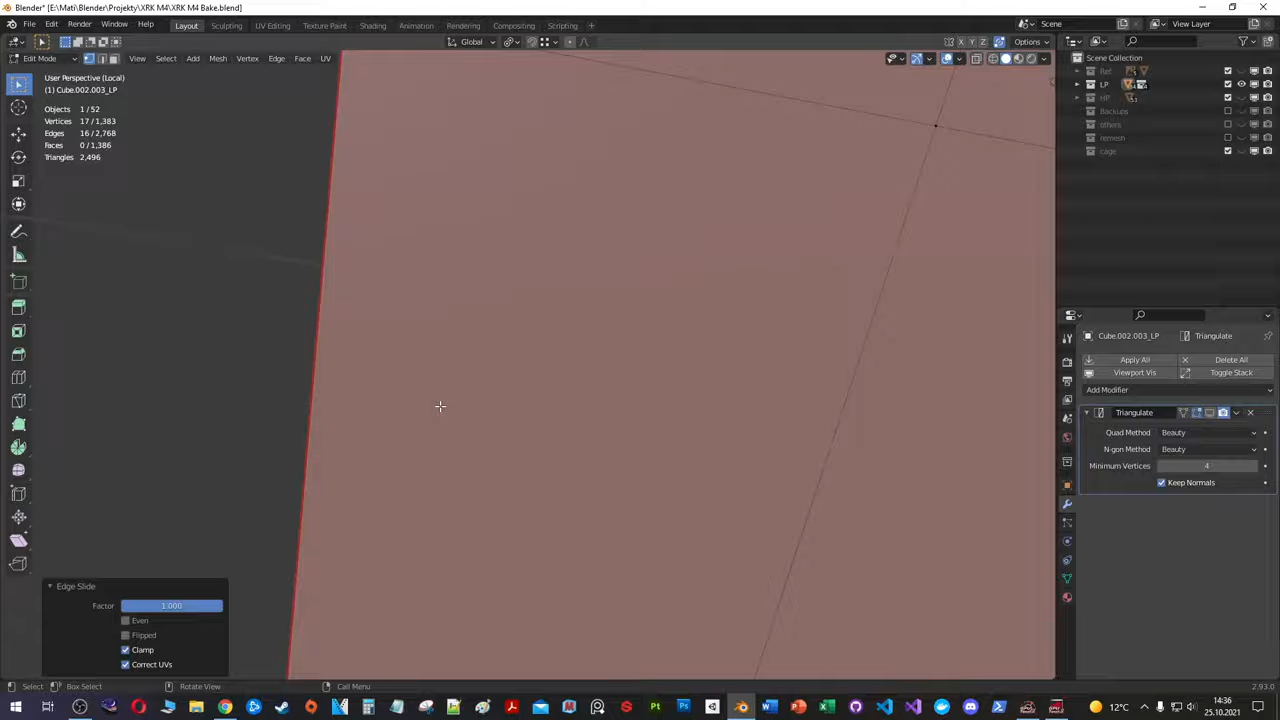 Blender* [E:\Mati\Blender\Projekty\XRK M4\XRK M4 Bake.blend]
File Edit Render Window Help Layout Sculpting UV Editing Texture Paint Shading Animation Rendering Compositing Scripting + Scene View Layer
Global Options
Edit Mode View Select Add Mesh Vertex Edge Face UV
X Y Z
User Perspective (Local)
(1) Cube.002.003_LP
Objects 1 / 52
Vertices 17 / 1,383
Edges 16 / 2,768
Faces 0 / 1,386
Triangles 2,496
Scene Collection
Ref
LP
HP
Backups
others
remesh
cage
Cube.002.003_LP Triangulate
Apply All Delete All
Viewport Vis Toggle Stack
Add Modifier
Triangulate
Quad Method Beauty
N-gon Method Beauty
Minimum Vertices 4
Keep Normals
Edge Slide
Factor 1.000
Even
Flipped
Clamp
Correct UVs
Select Box Select Rotate View Call Menu 2.93.0
12°C 14:36
25.10.2021